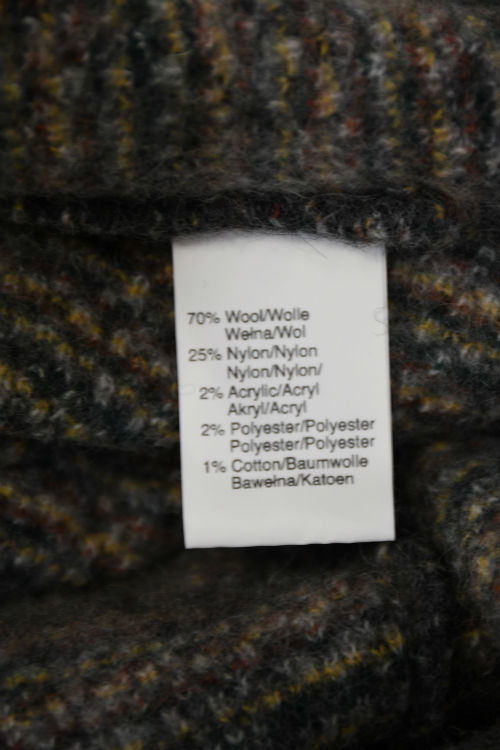 70% Wool/Wolle
Wełna/Wol
25% Nylon/Nylon
Nylon/Nylon/
2% Acrylic/Acryl
Akryl/Acryl
2% Polyester/Polyester
Polyester/Polyester
1% Cotton/Baumwolle
Bawełna/Katoen